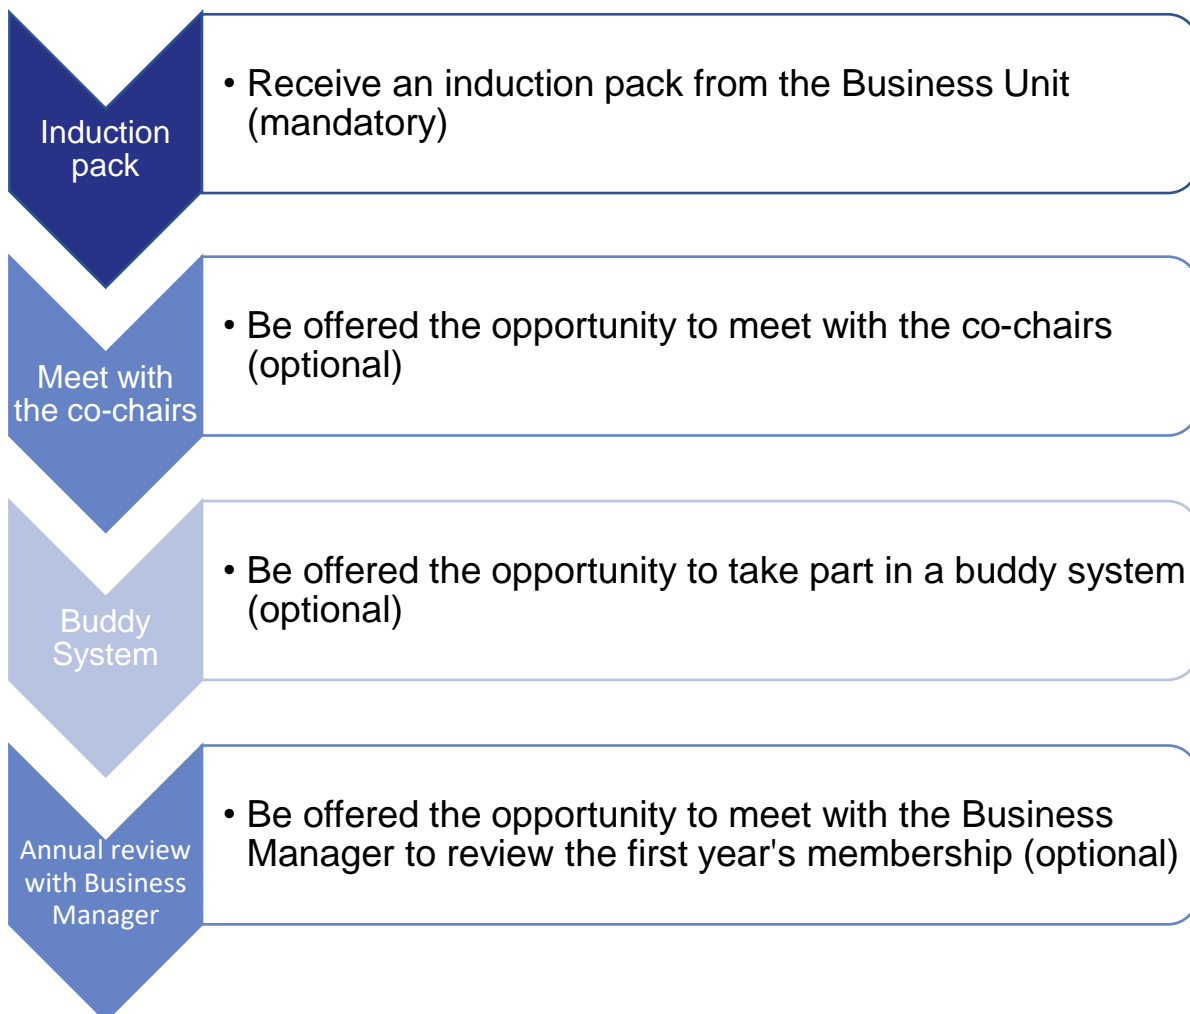 Induction
pack
• Receive an induction pack from the Business Unit
(mandatory)
Meet with
the co-chairs
• Be offered the opportunity to meet with the co-chairs
(optional)
Buddy
System
• Be offered the opportunity to take part in a buddy system
(optional)
Annual review
with Business
Manager
• Be offered the opportunity to meet with the Business
Manager to review the first year's membership (optional)